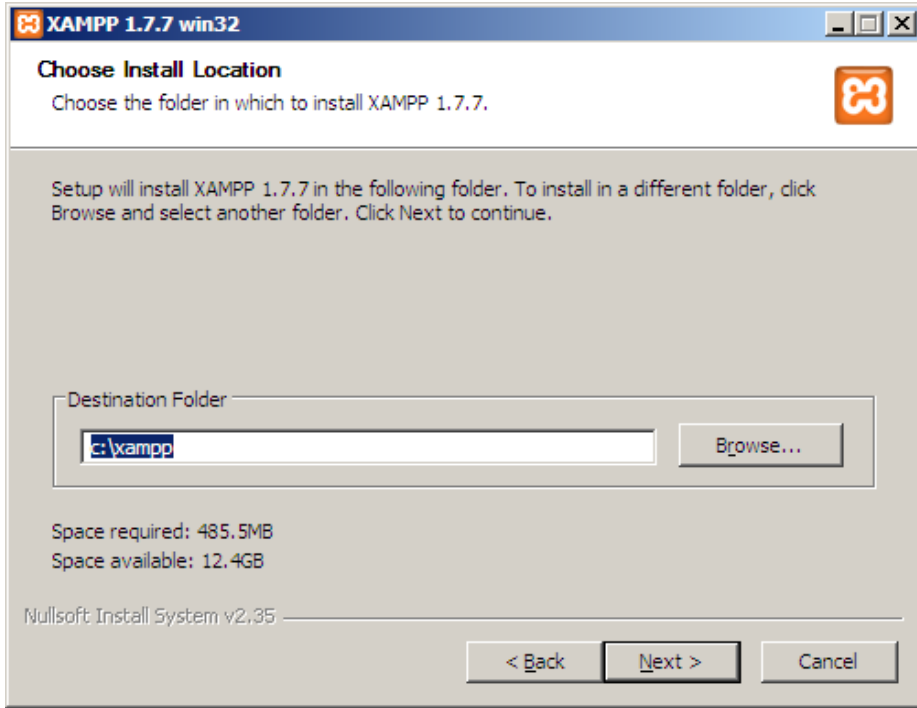 XAMPP 1.7.7 win32
Choose Install Location
Choose the folder in which to install XAMPP 1.7.7.
Setup will install XAMPP 1.7.7 in the following folder. To install in a different folder, click
Browse and select another folder. Click Next to continue.
Destination Folder
c:\xampp
Browse...
Space required: 485.5MB
Space available: 12.4GB
Nullsoft Install System v2.35
< Back
Next >
Cancel